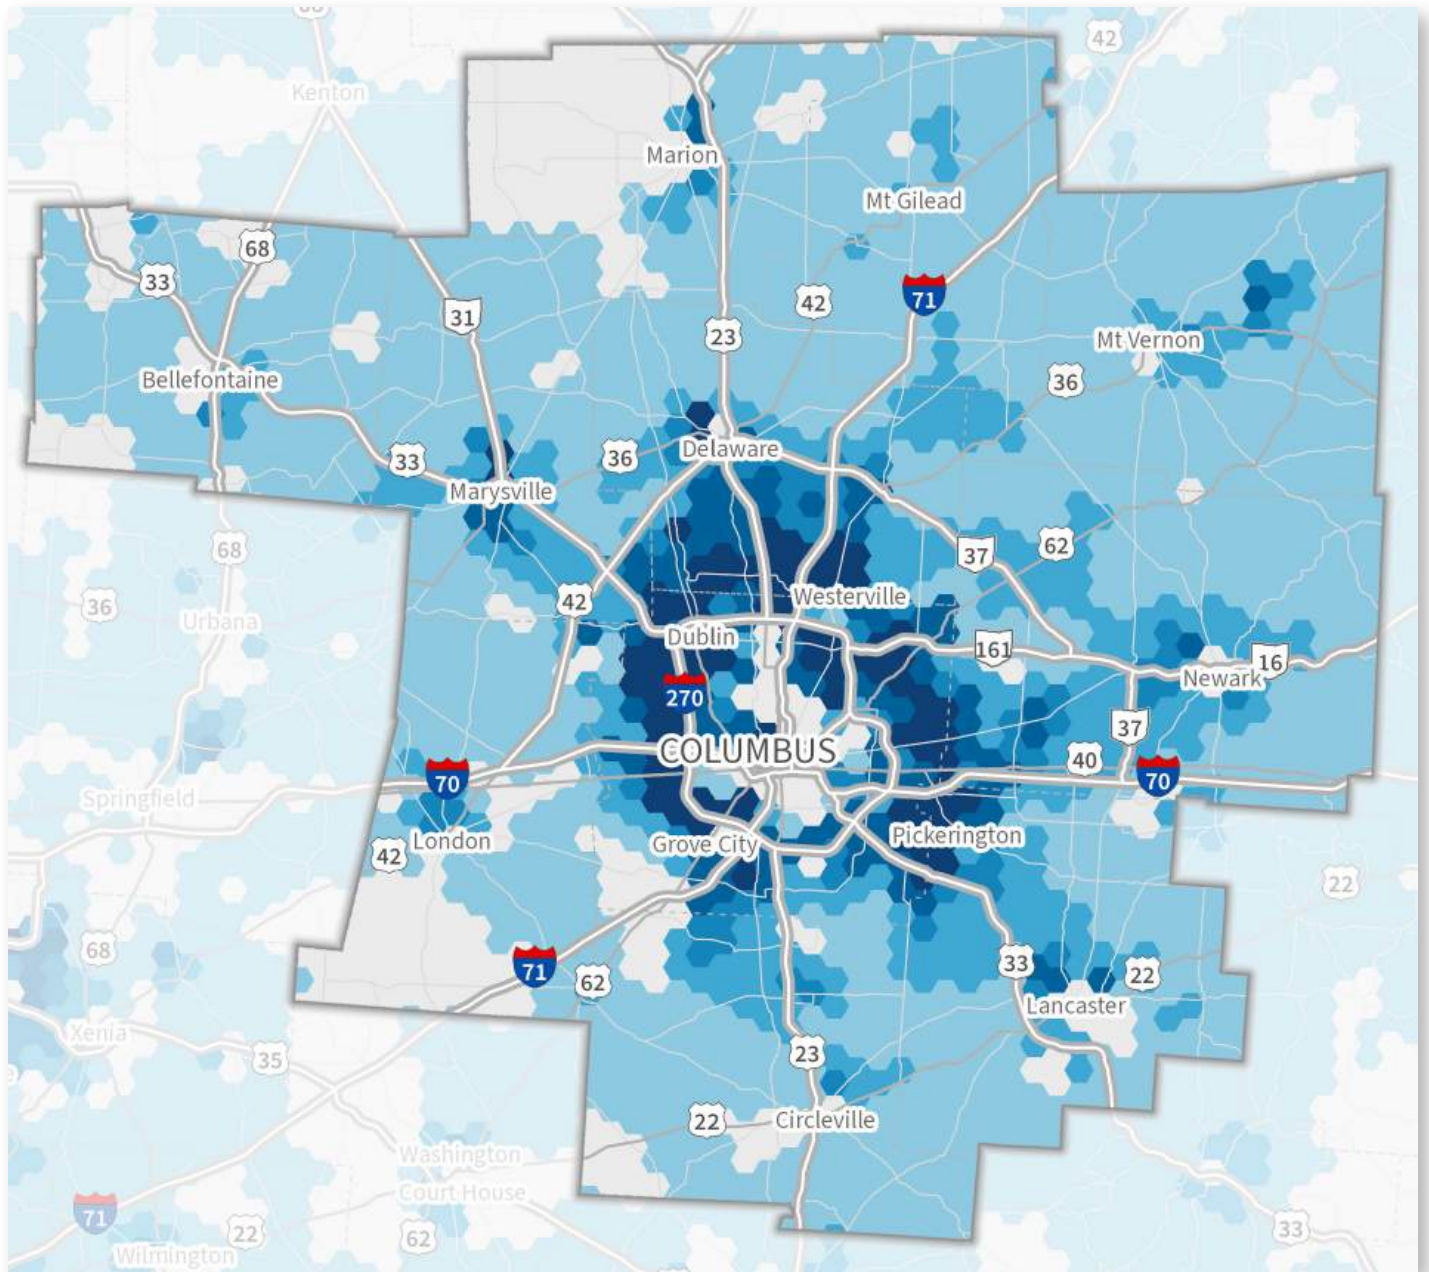 42
Kenton
Marion
Mt Gilead
68
33
71
42
31
23
Mt Vernon
Bellefontaine
36
Delaware
33
36
Marysville
68
37
62
42
36
Westerville
Urbana
Dublin
161
16
Newark
270
37
COLUMBUS
40
70
70
Springfield
London
Grove City
Pickerington
42
22
68
71
62
33
22
Lancaster
Xenia
35
23
22
Circleville
Washington
Court House
71
22
62
33
Wilmington